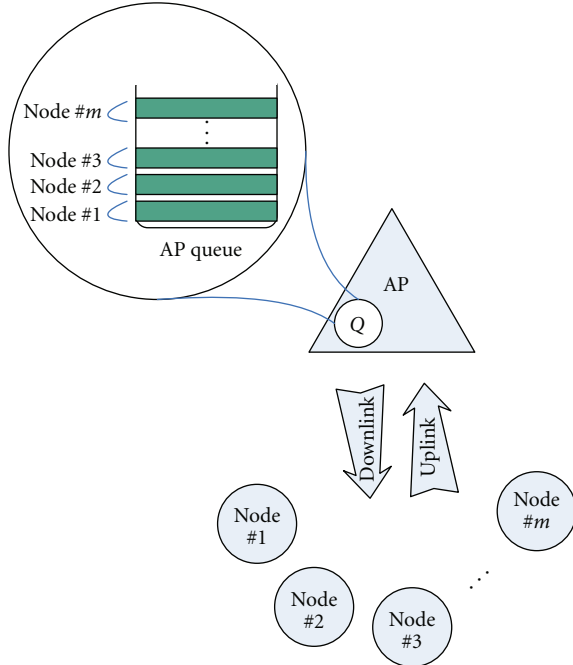 Node #m
Node #3
Node #2
Node #1
AP queue
AP
Q
Downlink
Uplink
Node
#1
Node
#2
Node
#3
Node
#m